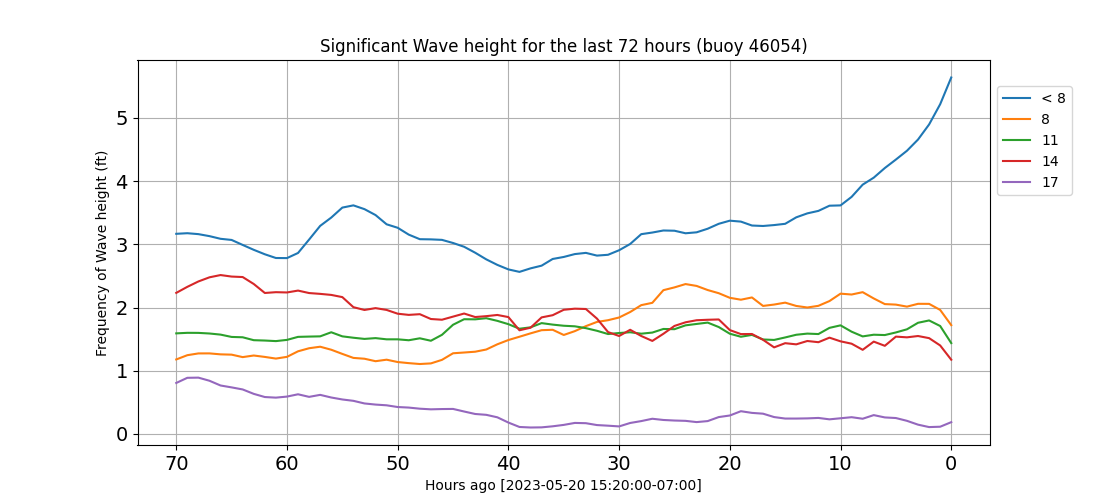 Significant Wave height for the last 72 hours (buoy 46054)
Frequency of Wave height (ft)
5
4
3
2
1
0
70 60 50 40 30 20 10 0
Hours ago [2023-05-20 15:20:00-07:00]
< 8
8
11
14
17